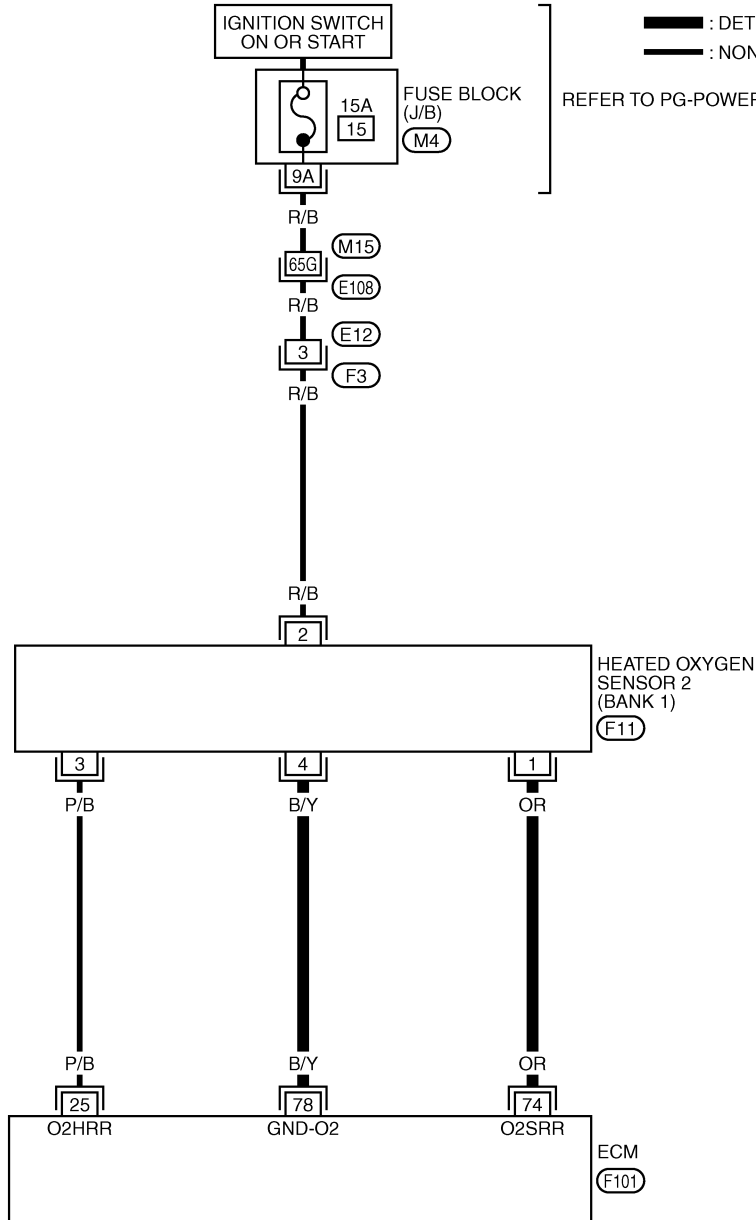 IGNITION SWITCH
ON OR START
: DET
: NON
15A
15
FUSE BLOCK
(J/B)
M4
REFER TO PG-POWER
9A
R/B
M15
65G
E108
R/B
E12
3
F3
R/B
R/B
2
HEATED OXYGEN
SENSOR 2
(BANK 1)
F11
3 4 1
P/B B/Y OR
P/B B/Y OR
25 78 74
O2HRR GND-O2 O2SRR
ECM
F101